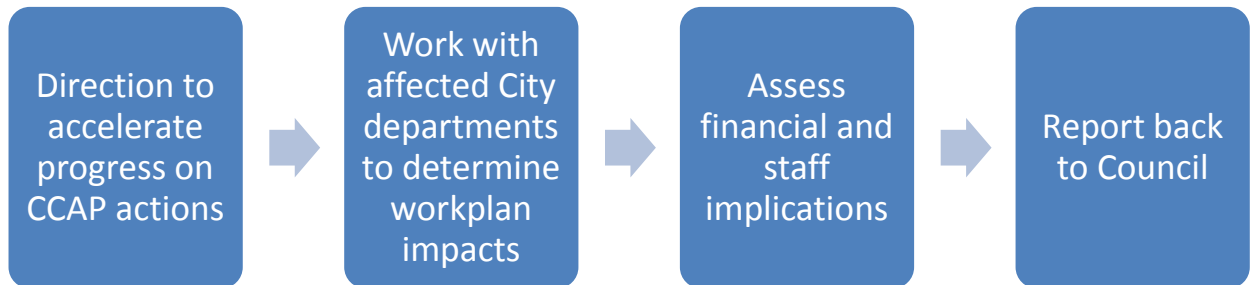 Direction to
accelerate
progress on
CCAP actions
Work with
affected City
departments
to determine
workplan
impacts
Assess
financial and
staff
implications
Report back
to Council